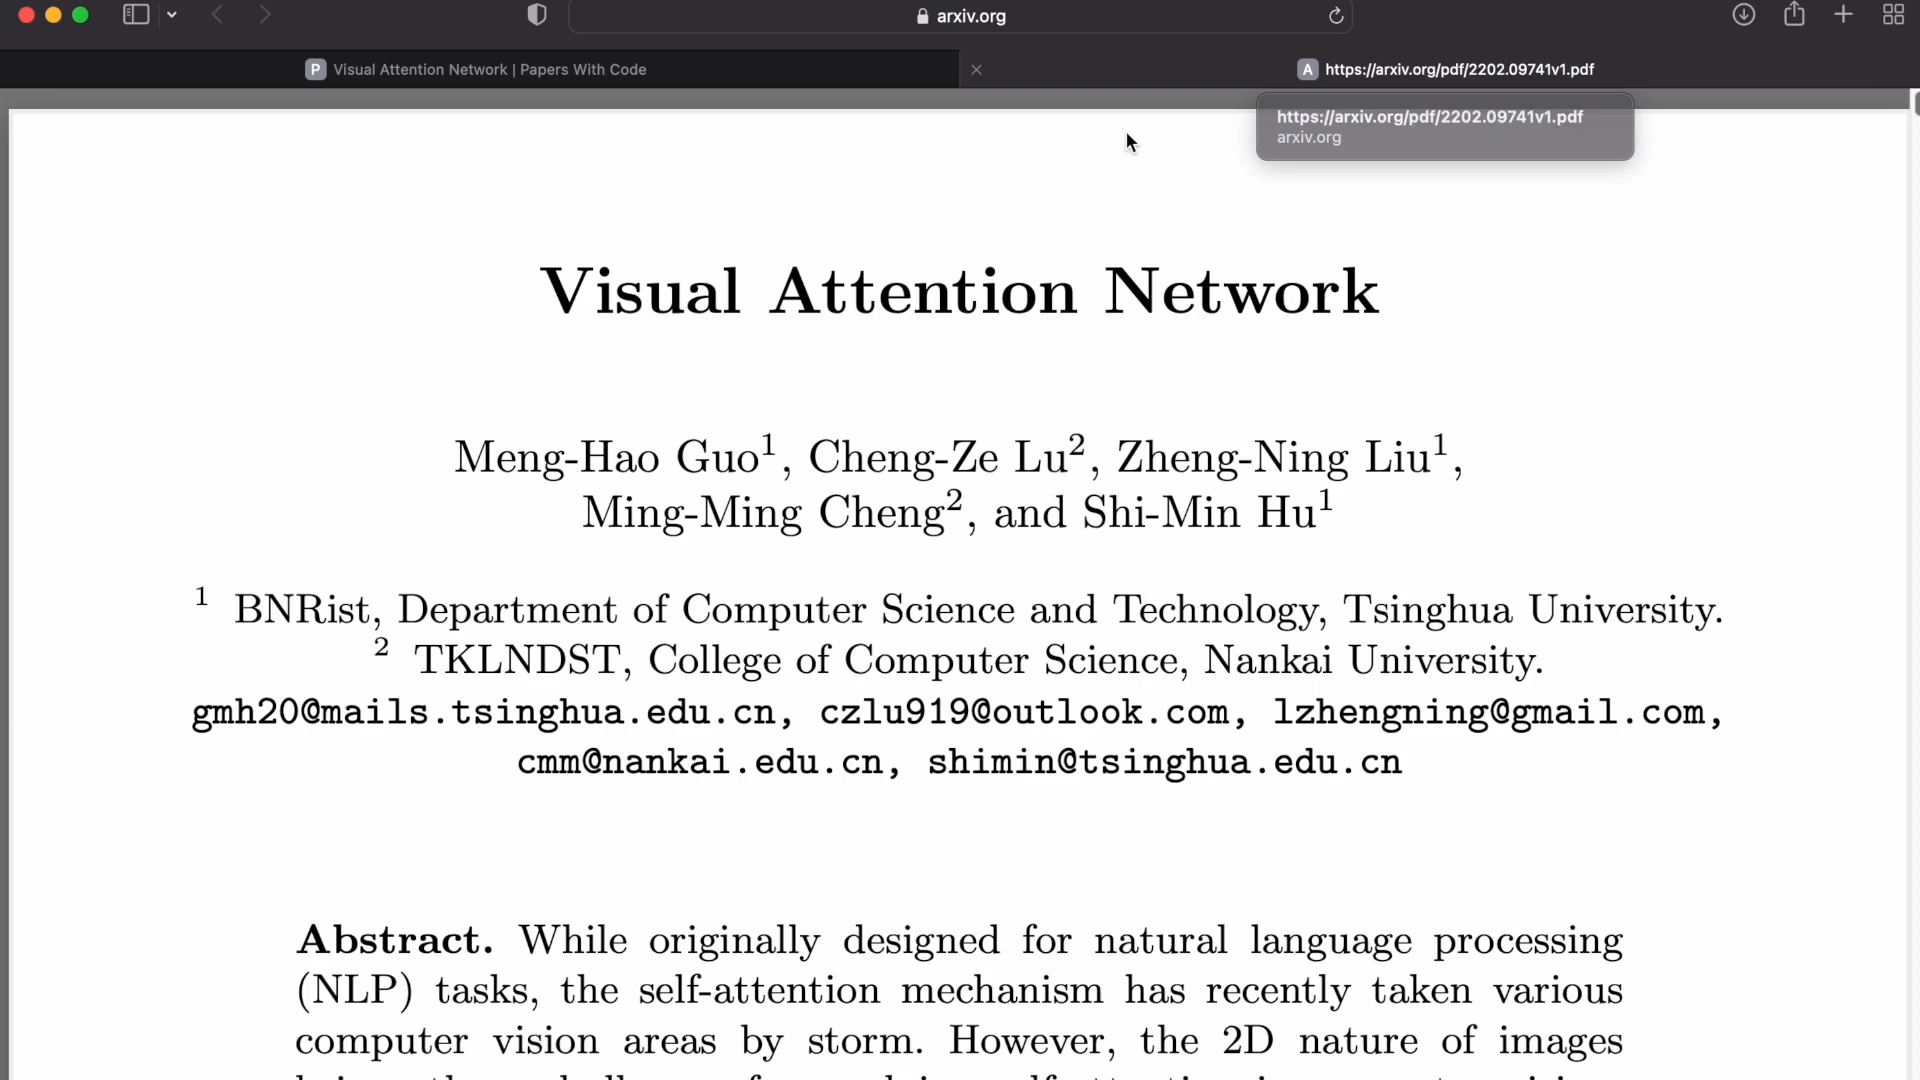 arxiv.org
P Visual Attention Network | Papers With Code
A https://arxiv.org/pdf/2202.09741v1.pdf
https://arxiv.org/pdf/2202.09741v1.pdf
arxiv.org
Visual Attention Network
Meng-Hao Guo¹, Cheng-Ze Lu², Zheng-Ning Liu¹,
Ming-Ming Cheng², and Shi-Min Hu¹
¹ BNRist, Department of Computer Science and Technology, Tsinghua University.
² TKLNDST, College of Computer Science, Nankai University.
gmh20@mails.tsinghua.edu.cn, czlu919@outlook.com, lzhengning@gmail.com,
cmm@nankai.edu.cn, shimin@tsinghua.edu.cn
Abstract. While originally designed for natural language processing
(NLP) tasks, the self-attention mechanism has recently taken various
computer vision areas by storm. However, the 2D nature of images